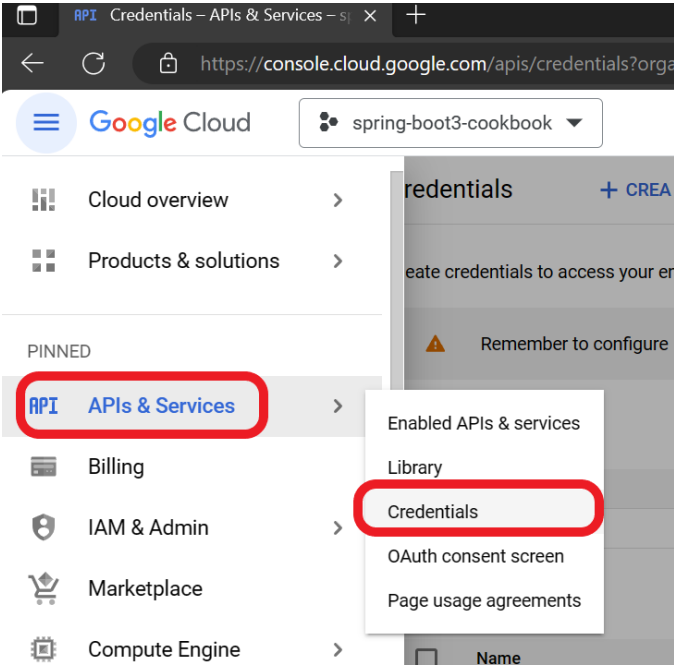 API Credentials – APIs & Services – s
https://console.cloud.google.com/apis/credentials?orga
Google Cloud
spring-boot3-cookbook
redentials
+ CREA
Cloud overview
Products & solutions
eate credentials to access your en
Remember to configure
PINNED
API APIs & Services
Enabled APIs & services
Billing
Library
Credentials
IAM & Admin
OAuth consent screen
Marketplace
Page usage agreements
Compute Engine
Name